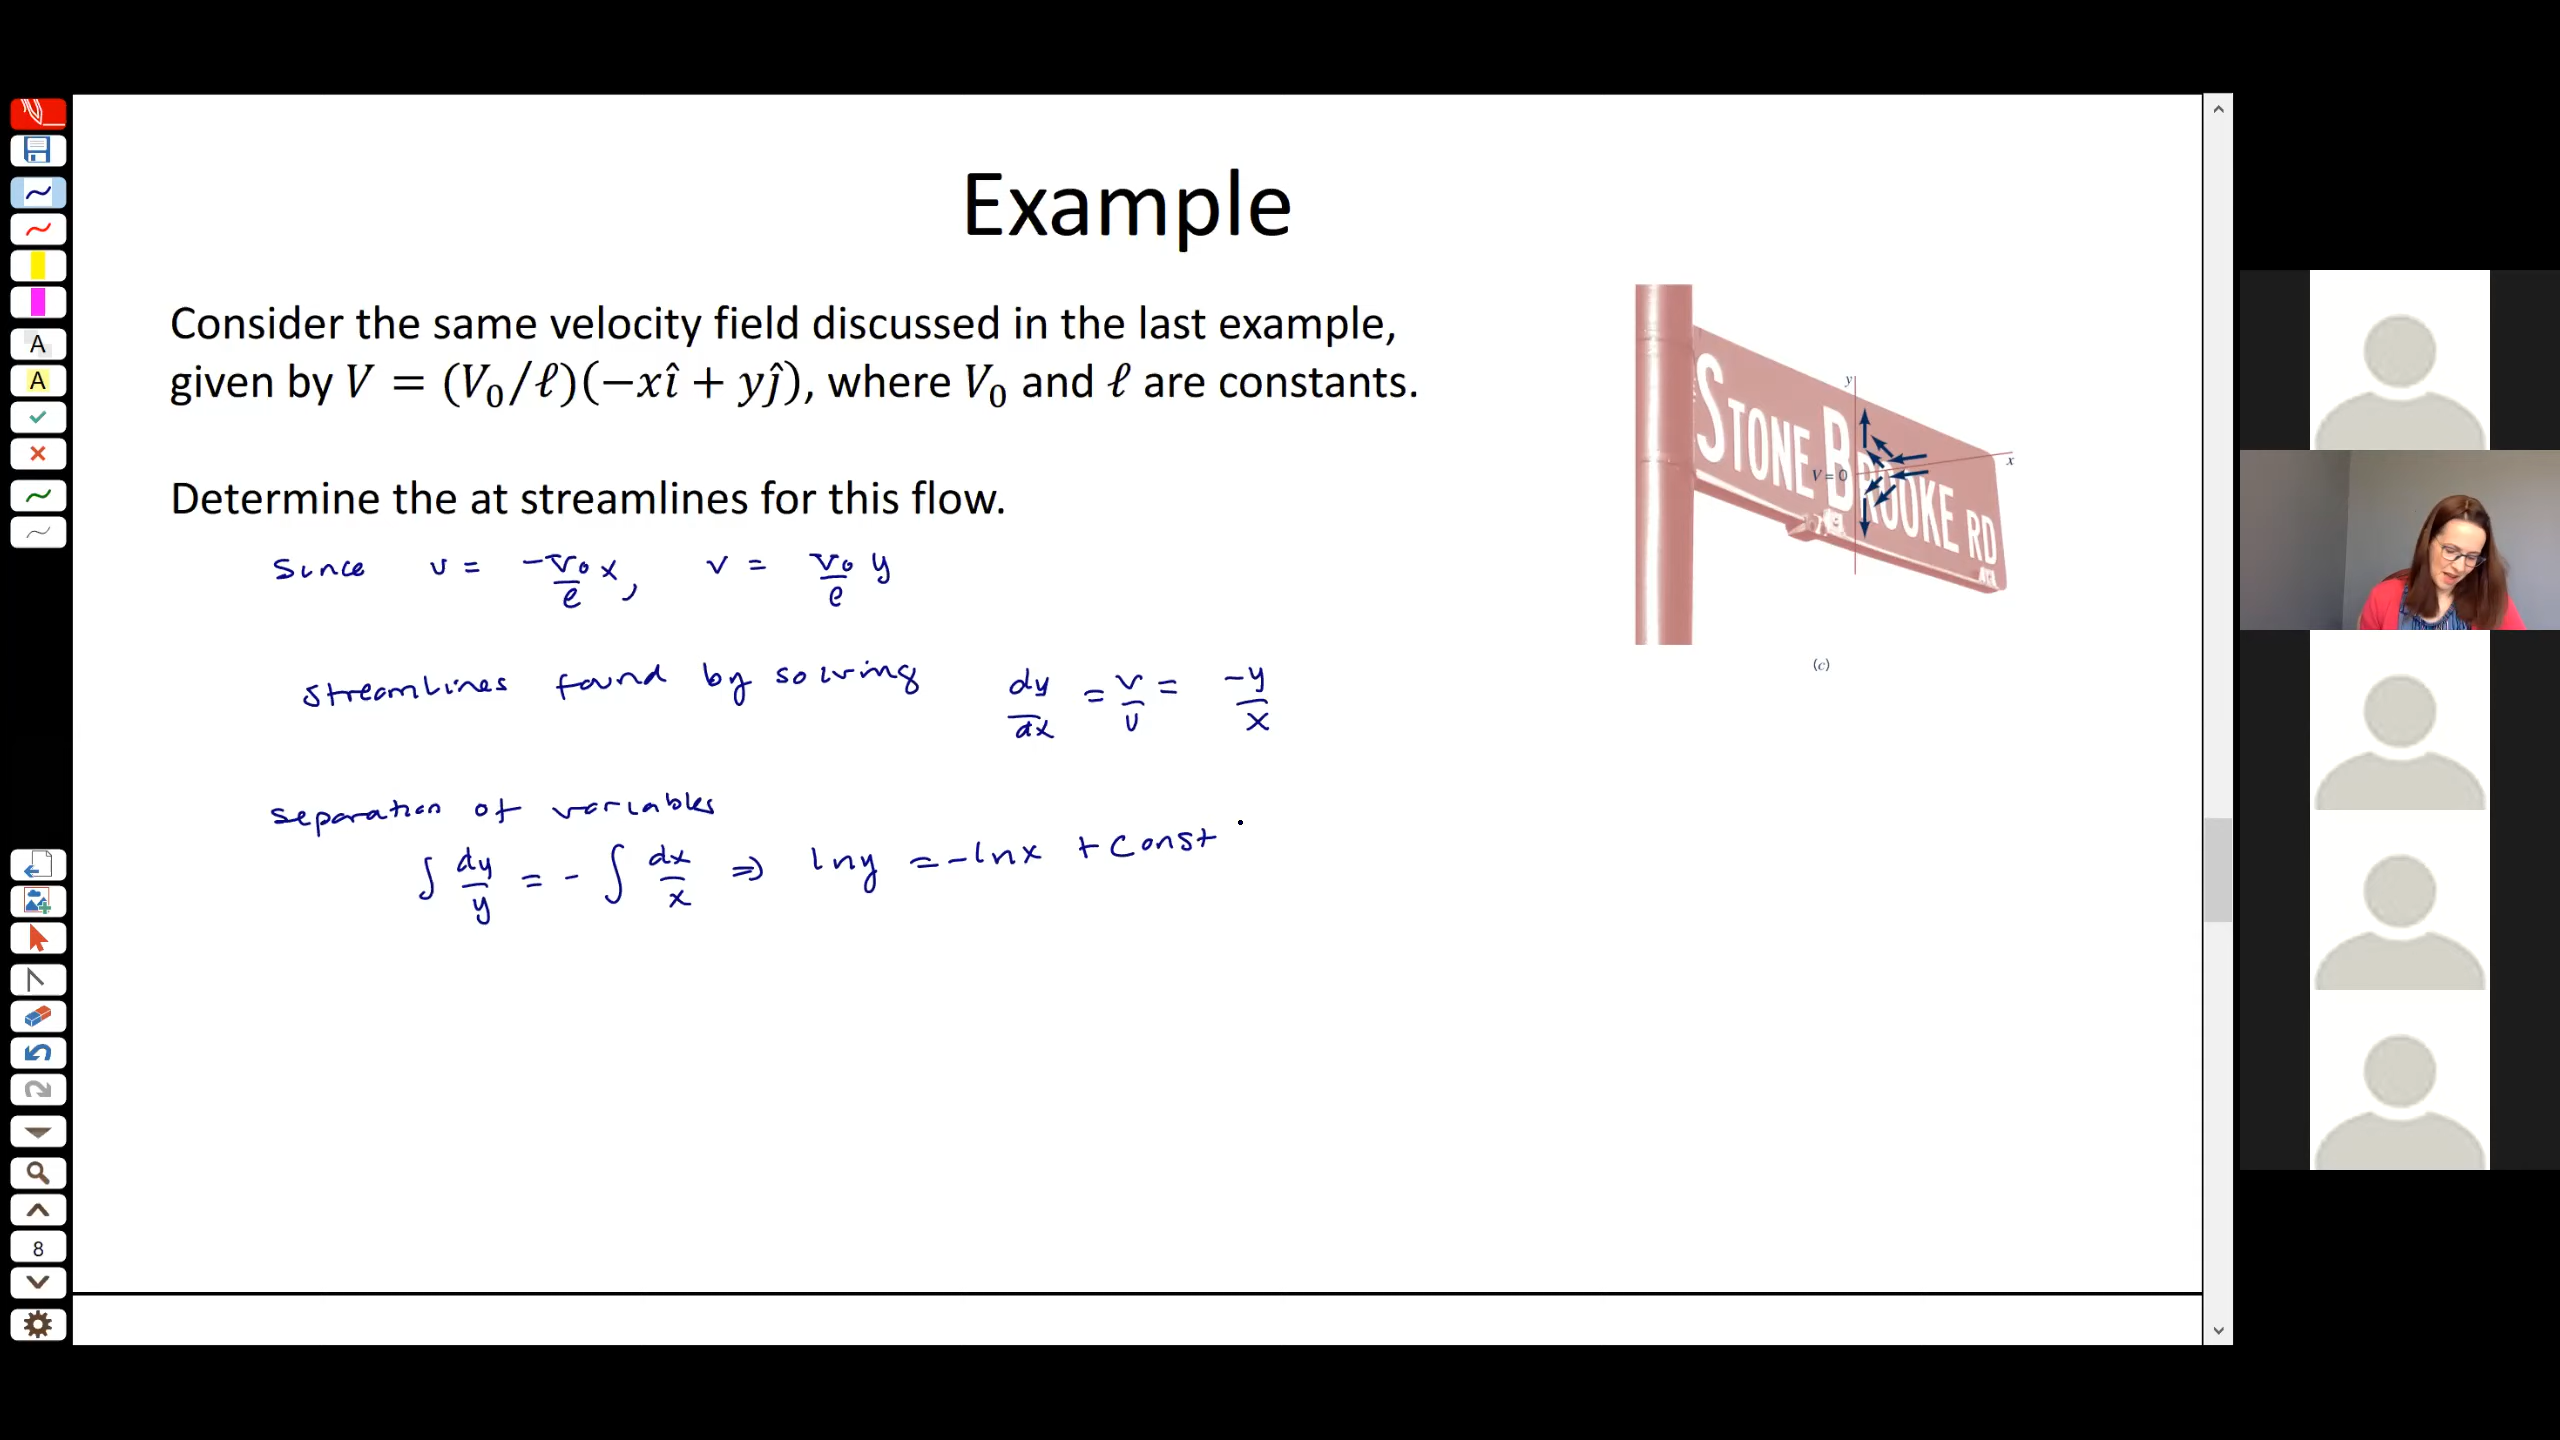 Example
Consider the same velocity field discussed in the last example,
given by V = (V₀/ℓ)(−xî + yĵ), where V₀ and ℓ are constants.
Determine the at streamlines for this flow.
Since u = -V₀/ℓ x, v = V₀/ℓ y
streamlines found by solving dy/dx = v/u = -y/x
separation of variables
∫ dy/y = - ∫ dx/x ⇒ lny = -lnx + const
STONE BROOKE RD
y
x
V = 0
(c)
A
A
8